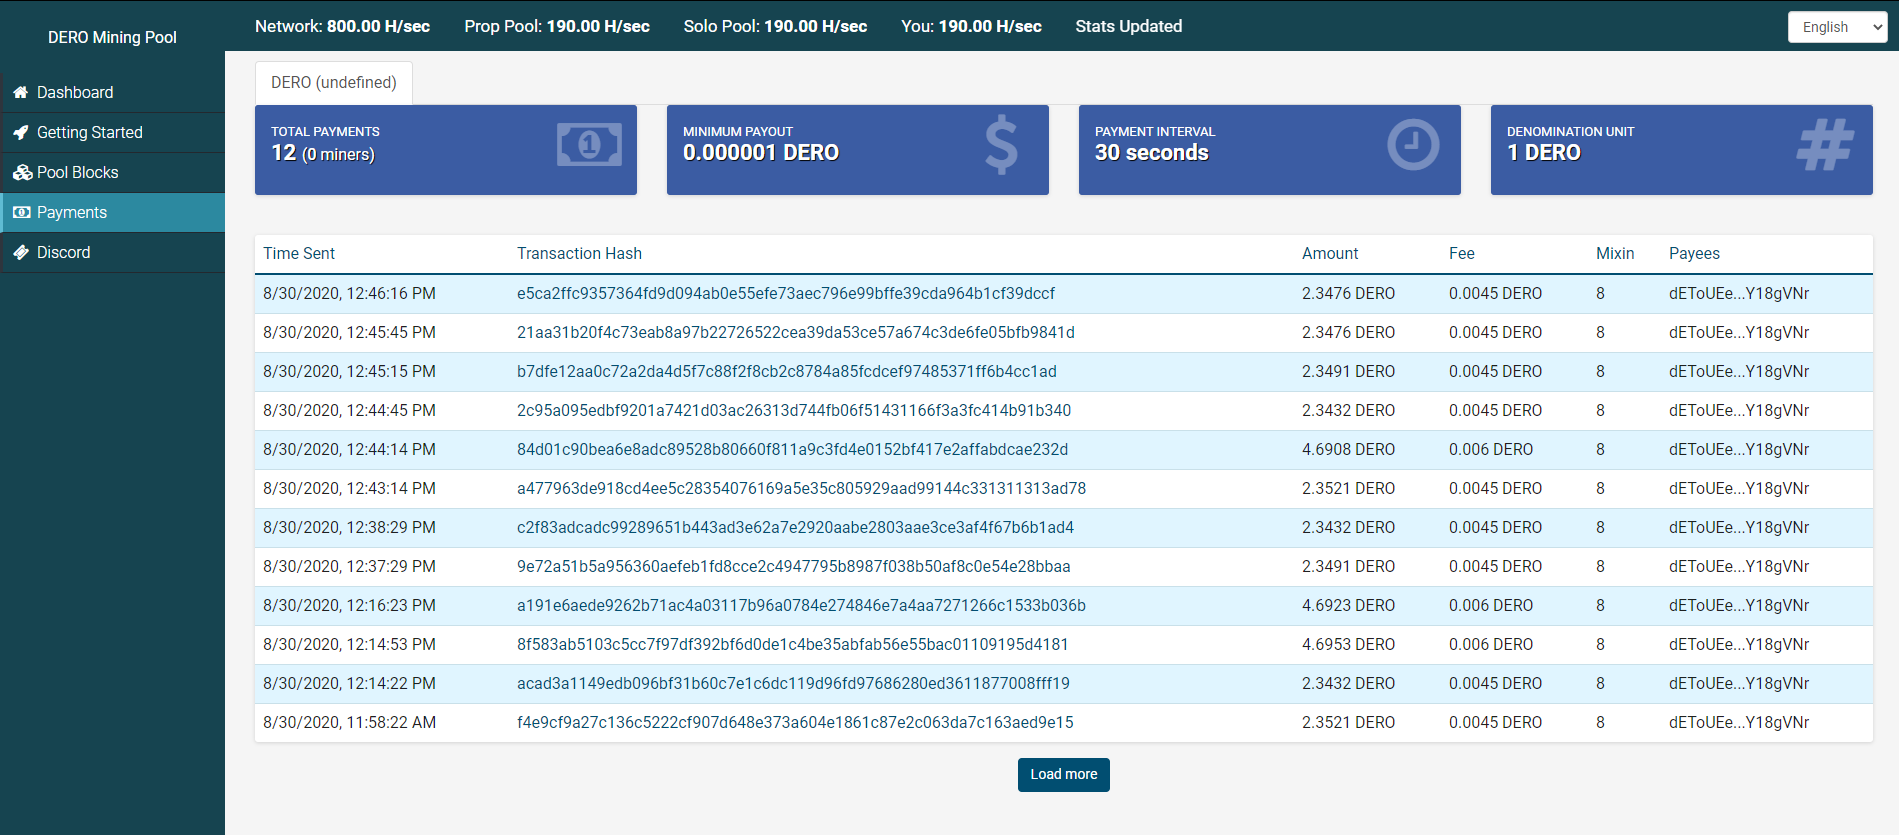 DERO Mining Pool
Network: 800.00 H/sec Prop Pool: 190.00 H/sec Solo Pool: 190.00 H/sec You: 190.00 H/sec Stats Updated English
Dashboard
Getting Started
Pool Blocks
Payments
Discord
DERO (undefined)
TOTAL PAYMENTS
12 (0 miners)
MINIMUM PAYOUT
0.000001 DERO
PAYMENT INTERVAL
30 seconds
DENOMINATION UNIT
1 DERO
Time Sent Transaction Hash Amount Fee Mixin Payees
8/30/2020, 12:46:16 PM e5ca2ffc9357364fd9d094ab0e55efe73aec796e99bffe39cda964b1cf39dccf 2.3476 DERO 0.0045 DERO 8 dEToUEe...Y18gVNr
8/30/2020, 12:45:45 PM 21aa31b20f4c73eab8a97b22726522cea39da53ce57a674c3de6fe05bfb9841d 2.3476 DERO 0.0045 DERO 8 dEToUEe...Y18gVNr
8/30/2020, 12:45:15 PM b7dfe12aa0c72a2da4d5f7c88f2f8cb2c8784a85fcdcef97485371ff6b4cc1ad 2.3491 DERO 0.0045 DERO 8 dEToUEe...Y18gVNr
8/30/2020, 12:44:45 PM 2c95a095edbf9201a7421d03ac26313d744fb06f51431166f3a3fc414b91b340 2.3432 DERO 0.0045 DERO 8 dEToUEe...Y18gVNr
8/30/2020, 12:44:14 PM 84d01c90bea6e8adc89528b80660f811a9c3fd4e0152bf417e2affabdcae232d 4.6908 DERO 0.006 DERO 8 dEToUEe...Y18gVNr
8/30/2020, 12:43:14 PM a477963de918cd4ee5c28354076169a5e35c805929aad99144c331311313ad78 2.3521 DERO 0.0045 DERO 8 dEToUEe...Y18gVNr
8/30/2020, 12:38:29 PM c2f83adcadc99289651b443ad3e62a7e2920aabe2803aae3ce3af4f67b6b1ad4 2.3432 DERO 0.0045 DERO 8 dEToUEe...Y18gVNr
8/30/2020, 12:37:29 PM 9e72a51b5a956360aefeb1fd8cce2c4947795b8987f038b50af8c0e54e28bbaa 2.3491 DERO 0.0045 DERO 8 dEToUEe...Y18gVNr
8/30/2020, 12:16:23 PM a191e6aede9262b71ac4a03117b96a0784e274846e7a4aa7271266c1533b036b 4.6923 DERO 0.006 DERO 8 dEToUEe...Y18gVNr
8/30/2020, 12:14:53 PM 8f583ab5103c5cc7f97df392bf6d0de1c4be35abfab56e55bac01109195d4181 4.6953 DERO 0.006 DERO 8 dEToUEe...Y18gVNr
8/30/2020, 12:14:22 PM acad3a1149edb096bf31b60c7e1c6dc119d96fd97686280ed3611877008fff19 2.3432 DERO 0.0045 DERO 8 dEToUEe...Y18gVNr
8/30/2020, 11:58:22 AM f4e9cf9a27c136c5222cf907d648e373a604e1861c87e2c063da7c163aed9e15 2.3521 DERO 0.0045 DERO 8 dEToUEe...Y18gVNr
Load more